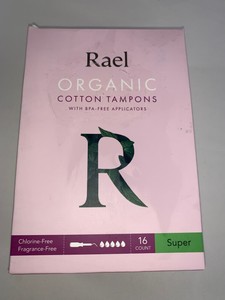 Rael
ORGANIC
COTTON TAMPONS
WITH BPA-FREE APPLICATORS
R
Chlorine-Free
Fragrance-Free
16
COUNT
Super